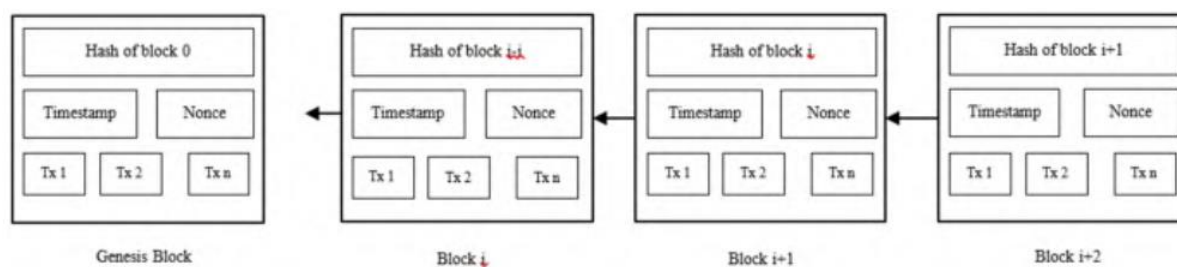 Hash of block 0
Timestamp Nonce
Tx 1 Tx 2 Tx n
Genesis Block
Hash of block i-i
Timestamp Nonce
Tx 1 Tx 2 Tx n
Block i
Hash of block i
Timestamp Nonce
Tx 1 Tx 2 Tx n
Block i+1
Hash of block i+1
Timestamp Nonce
Tx 1 Tx 2 Tx n
Block i+2